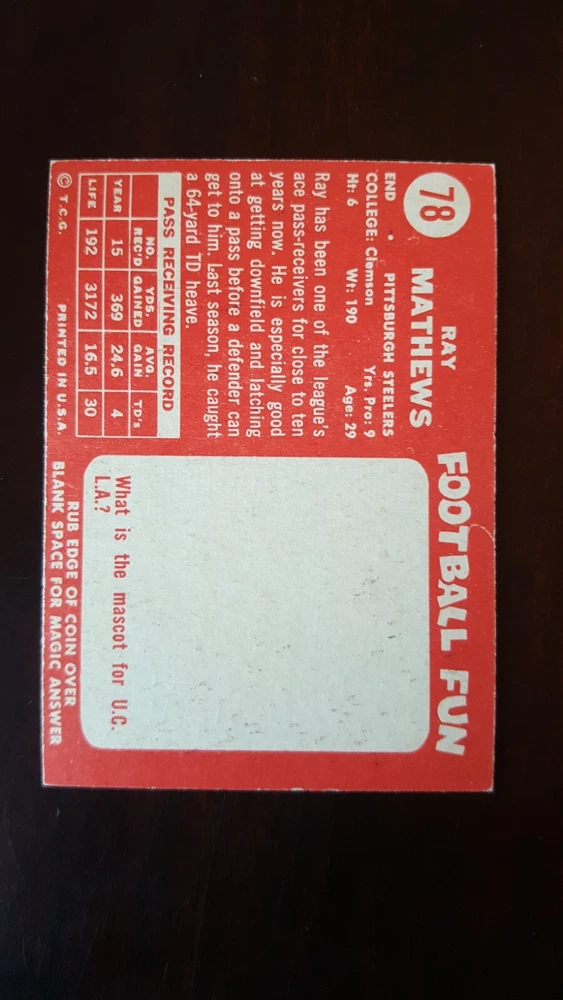 78
RAY
MATHEWS
END • PITTSBURGH STEELERS
COLLEGE: Clemson Yrs. Pro: 9
Ht: 6 Wt: 190 Age: 29
Ray has been one of the league's
ace pass-receivers for close to ten
years now. He is especially good
at getting downfield and latching
onto a pass before a defender can
get to him. Last season, he caught
a 64-yard TD heave.
PASS RECEIVING RECORD
NO. REC'D YDS. GAINED AVG. GAIN TD's
YEAR 15 369 24.6 4
LIFE 192 3172 16.5 30
© T.C.G. PRINTED IN U.S.A.
FOOTBALL FUN
What is the mascot for U.C.
L.A.?
RUB EDGE OF COIN OVER
BLANK SPACE FOR MAGIC ANSWER